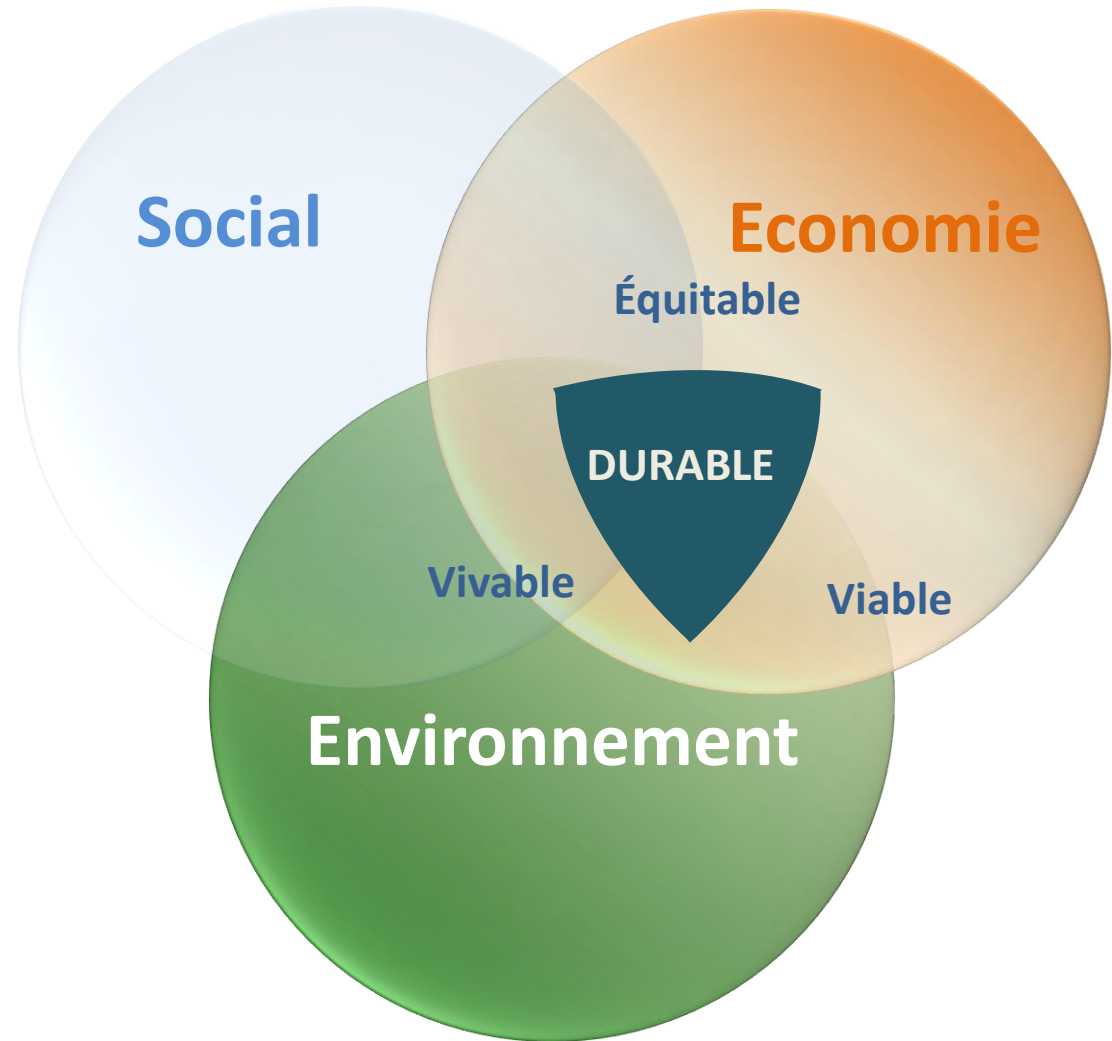 Social
Economie
Équitable
DURABLE
Vivable
Viable
Environnement